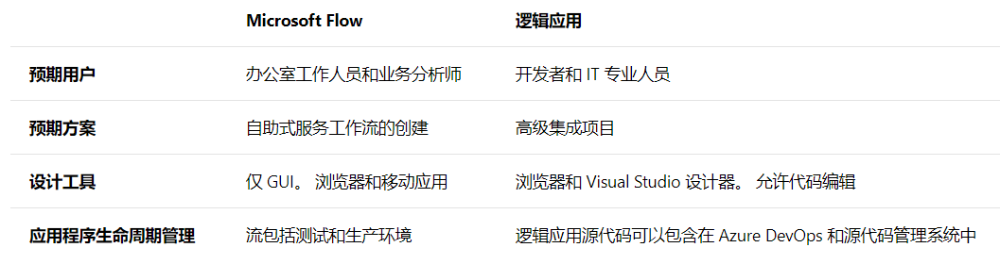 Microsoft Flow 逻辑应用
预期用户 办公室工作人员和业务分析师 开发者和 IT 专业人员
预期方案 自助式服务工作流的创建 高级集成项目
设计工具 仅 GUI。 浏览器和移动应用 浏览器和 Visual Studio 设计器。 允许代码编辑
应用程序生命周期管理 流包括测试和生产环境 逻辑应用源代码可以包含在 Azure DevOps 和源代码管理系统中